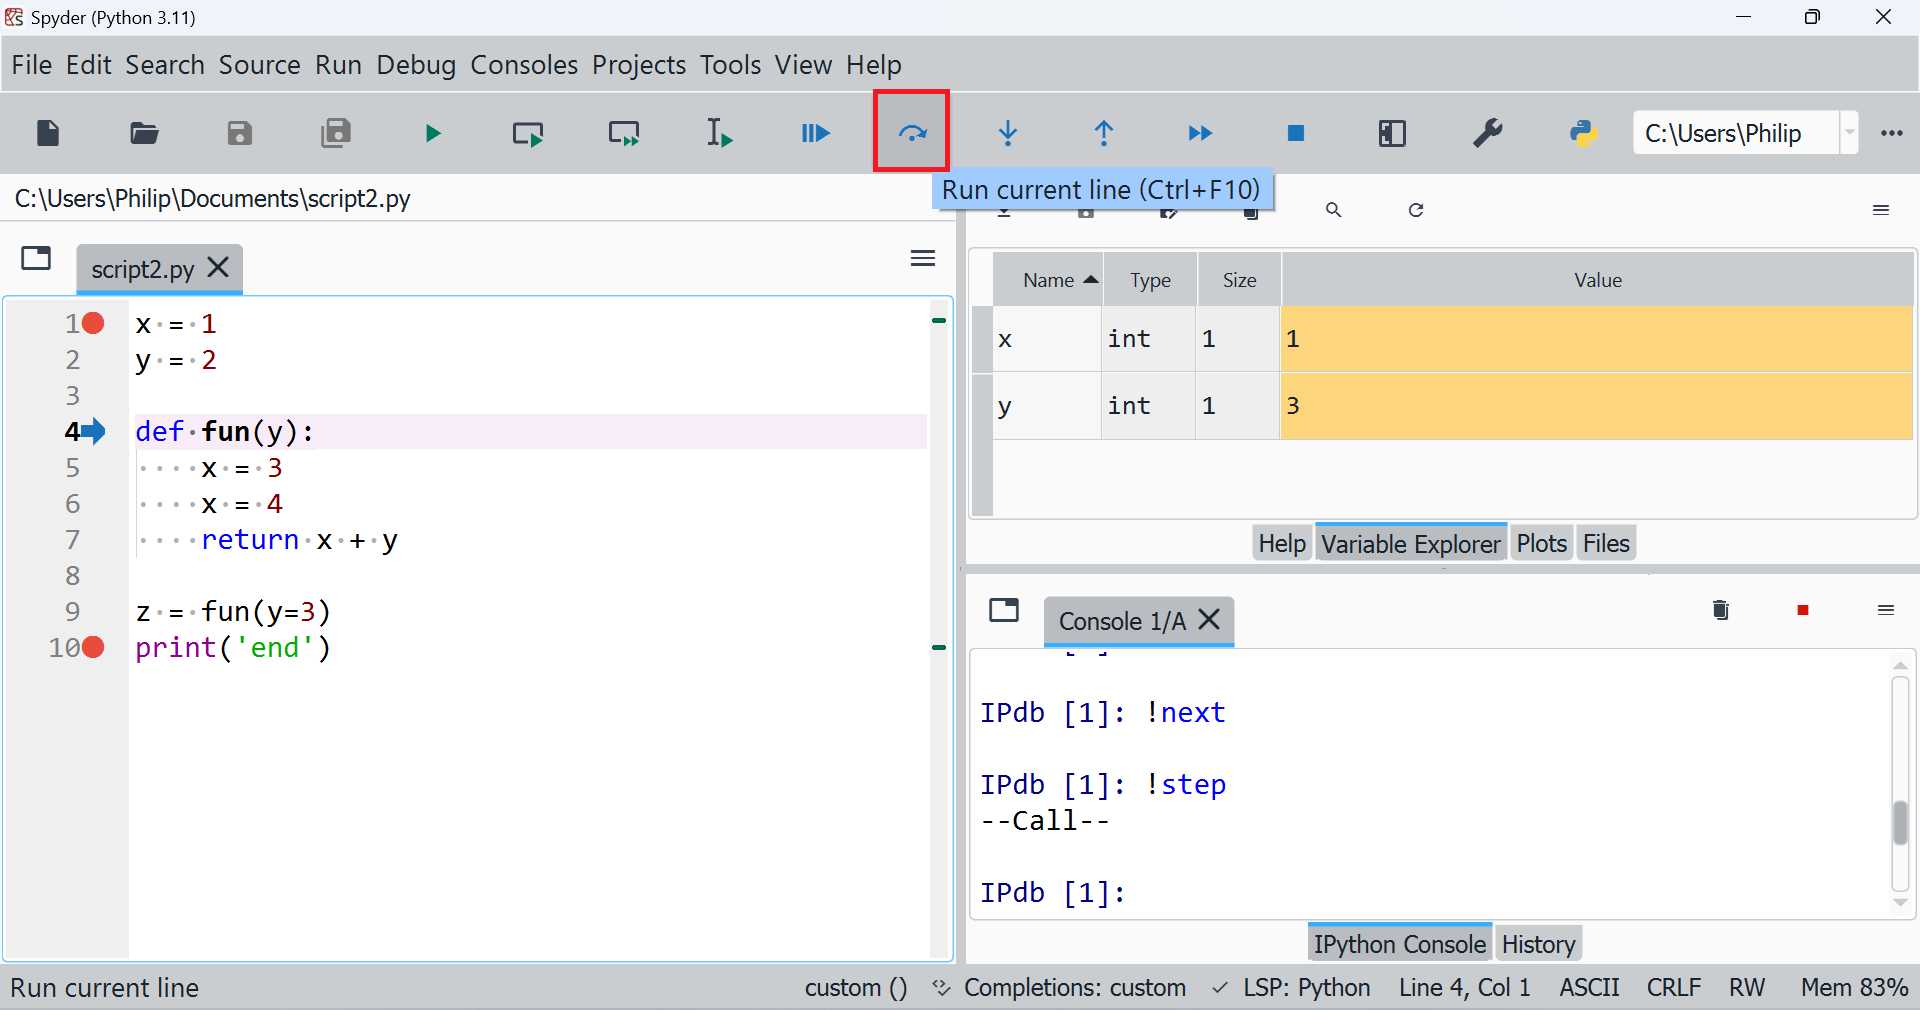 Spyder (Python 3.11)
File Edit Search Source Run Debug Consoles Projects Tools View Help
C:\Users\Philip
Run current line (Ctrl+F10)
C:\Users\Philip\Documents\script2.py
script2.py
1 x = 1
2 y = 2
3
4 def fun(y):
5     x = 3
6     x = 4
7     return x + y
8
9 z = fun(y=3)
10 print('end')
Name Type Size Value
x int 1 1
y int 1 3
Help Variable Explorer Plots Files
Console 1/A
IPdb [1]: !next
IPdb [1]: !step
--Call--
IPdb [1]:
IPython Console History
Run current line
custom () Completions: custom LSP: Python Line 4, Col 1 ASCII CRLF RW Mem 83%